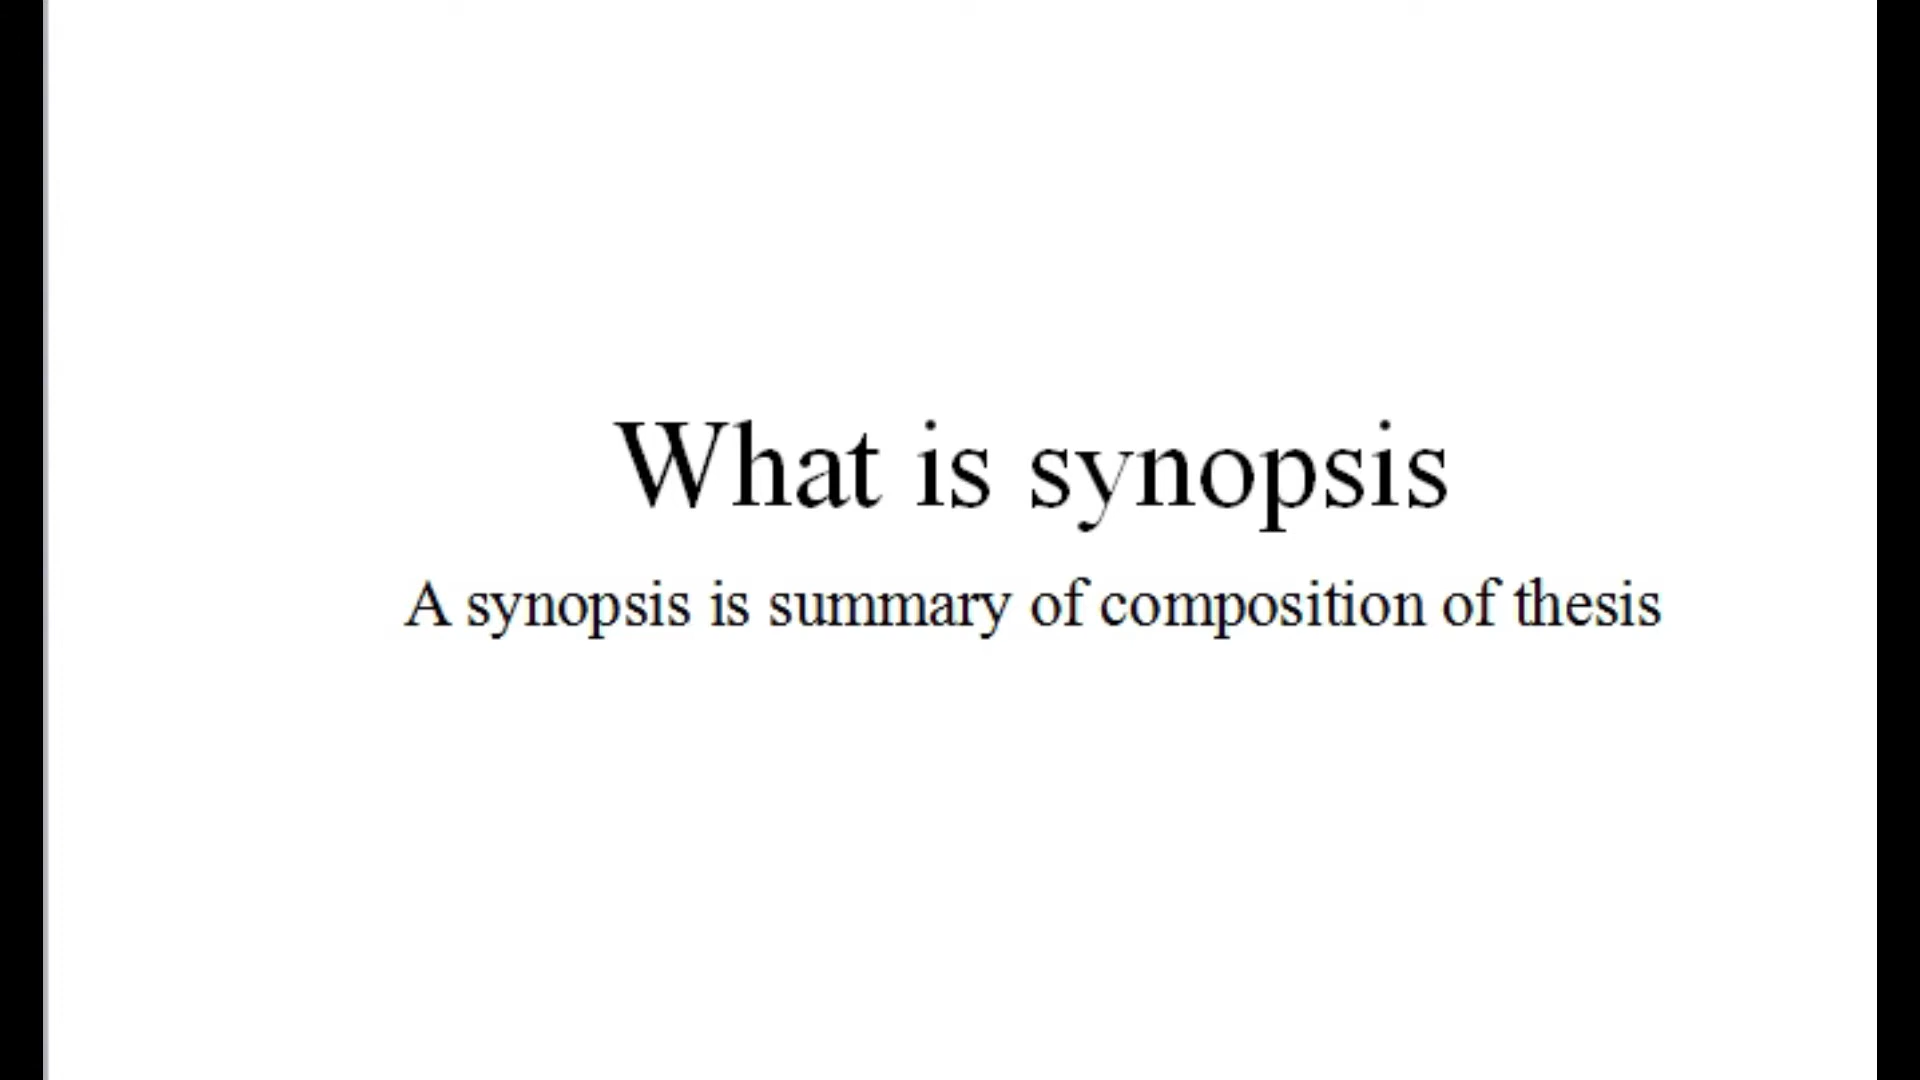 What is synopsis
A synopsis is summary of composition of thesis